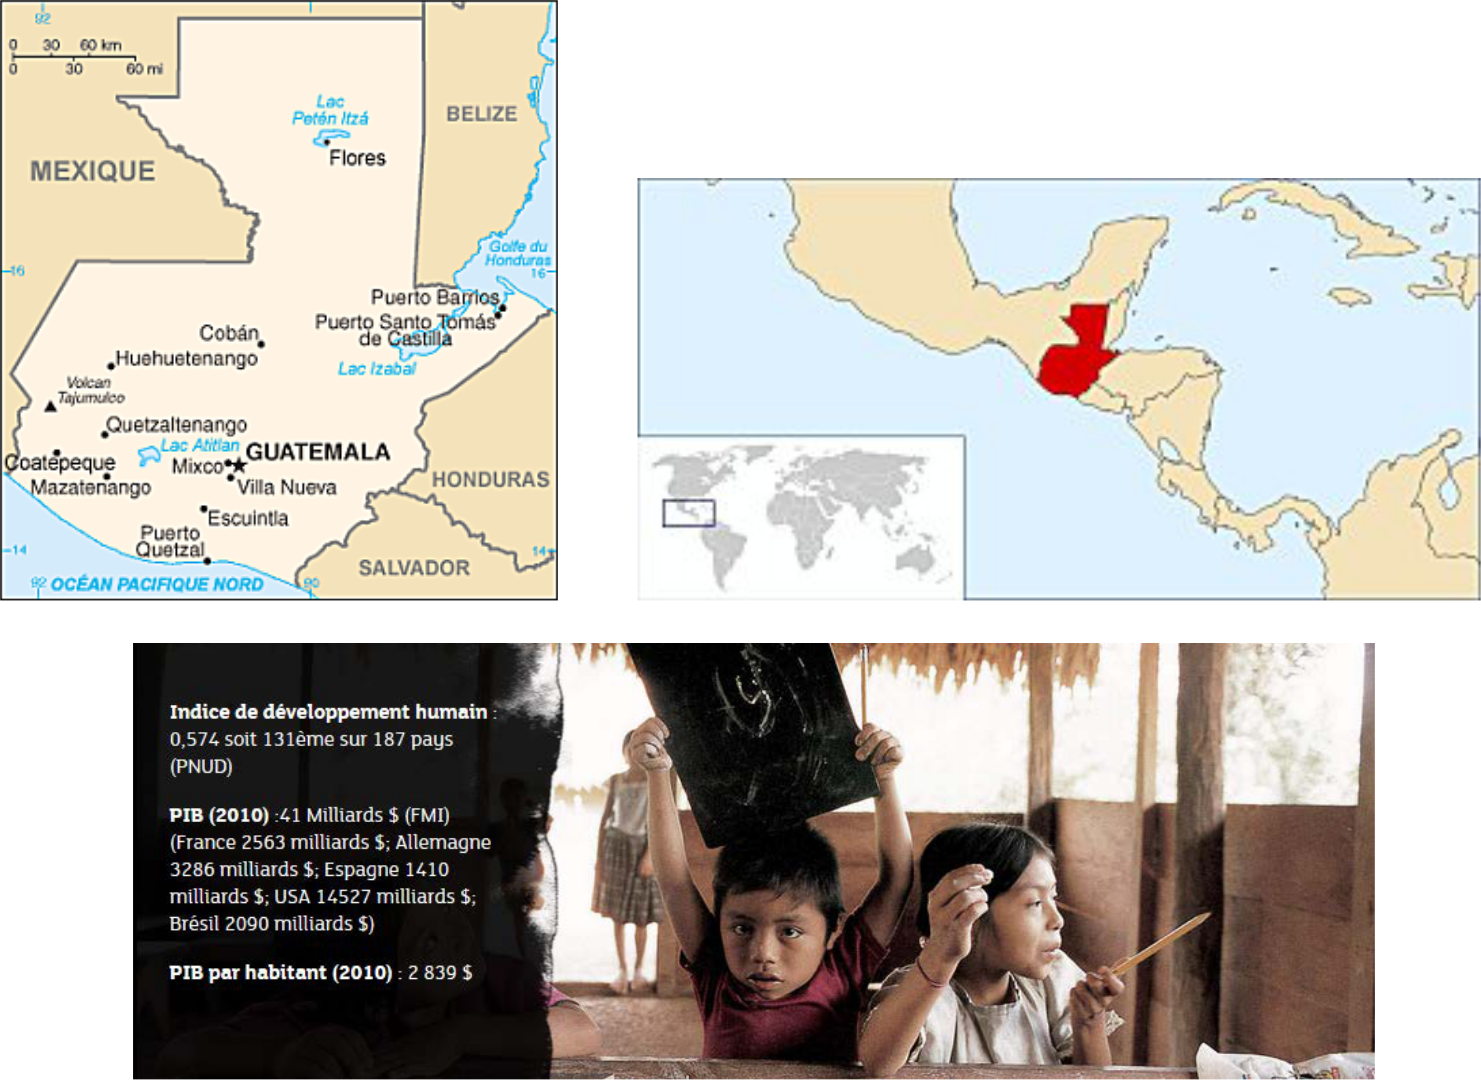 92
0 30 60 km
0 30 60 mi
Lac
Petén Itzá
Flores
BELIZE
MEXIQUE
Golfe du
Honduras
16
16
Puerto Barrios
Puerto Santo Tomás
de Castilla
Lac Izabal
Cobán
Huehuetenango
Volcan
Tajumulco
Quetzaltenango
Lac Atitlan
GUATEMALA
Coatepeque
Mixco
Mazatenango
Villa Nueva
HONDURAS
Escuintla
Puerto
Quetzal
14
14
SALVADOR
92 OCÉAN PACIFIQUE NORD
90
Indice de développement humain :
0,574 soit 131ème sur 187 pays
(PNUD)
PIB (2010) :41 Milliards $ (FMI)
(France 2563 milliards $; Allemagne
3286 milliards $; Espagne 1410
milliards $; USA 14527 milliards $;
Brésil 2090 milliards $)
PIB par habitant (2010) : 2 839 $